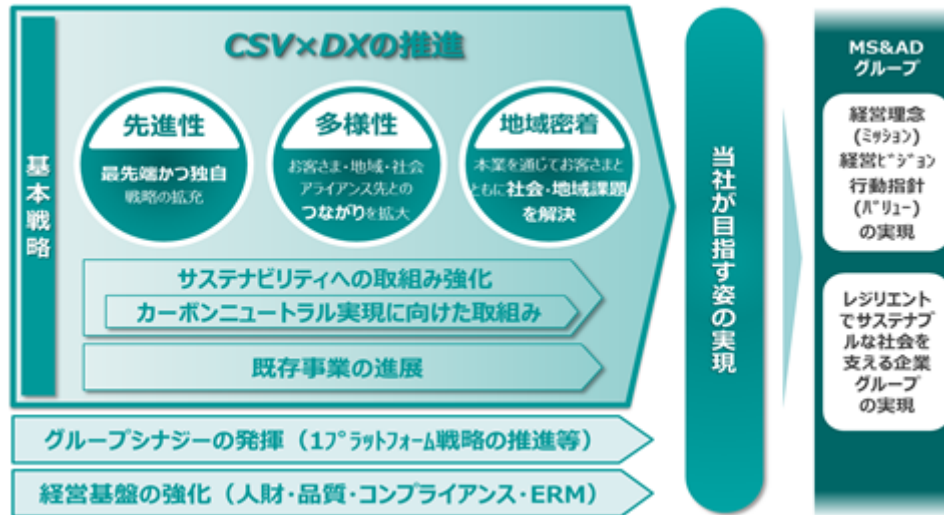 CSV×DXの推進
基本戦略
先進性
最先端かつ独自
戦略の拡充
多様性
お客さま・地域・社会
アライアンス先との
つながりを拡大
地域密着
本業を通じてお客さまと
ともに社会・地域課題
を解決
サステナビリティへの取組み強化
カーボンニュートラル実現に向けた取組み
既存事業の進展
グループシナジーの発揮（1ﾌﾟﾗｯﾄﾌｫｰﾑ戦略の推進等）
経営基盤の強化（人財・品質・コンプライアンス・ERM）
当社が目指す姿の実現
MS&AD
グループ
経営理念
(ﾐｯｼｮﾝ)
経営ﾋﾞｼﾞｮﾝ
行動指針
(ﾊﾞﾘｭｰ)
の実現
レジリエント
でサステナブ
ルな社会を
支える企業
グループ
の実現